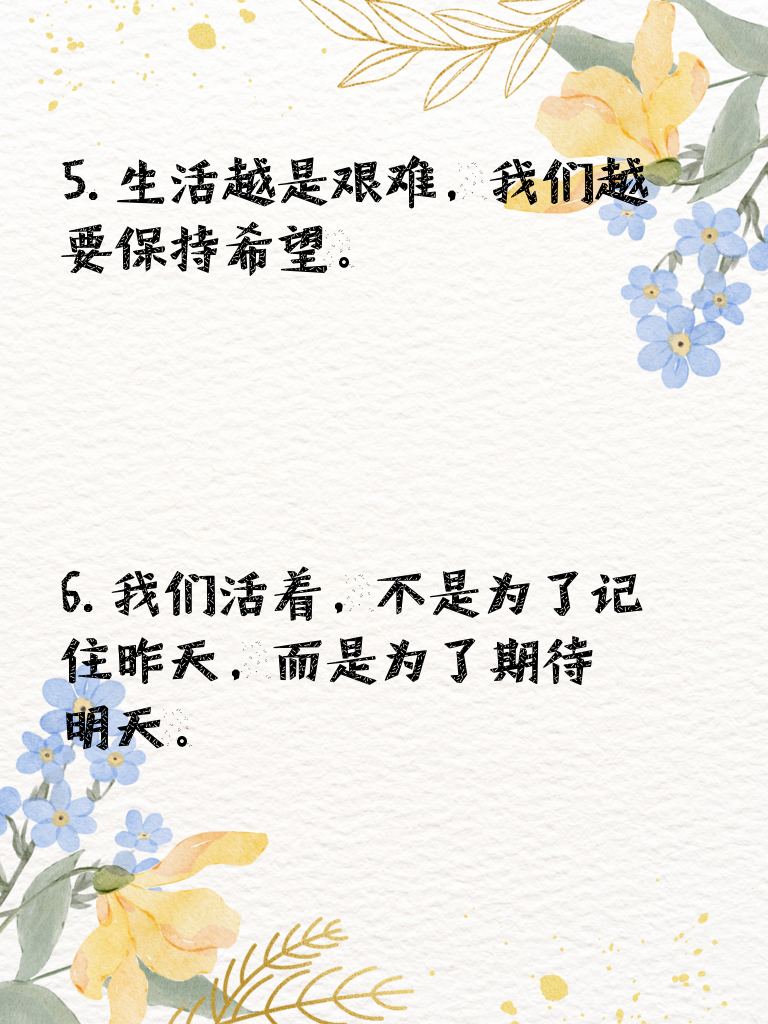 5. 生活越是艰难，我们越
要保持希望。
6. 我们活着，不是为了记
住昨天，而是为了期待
明天。